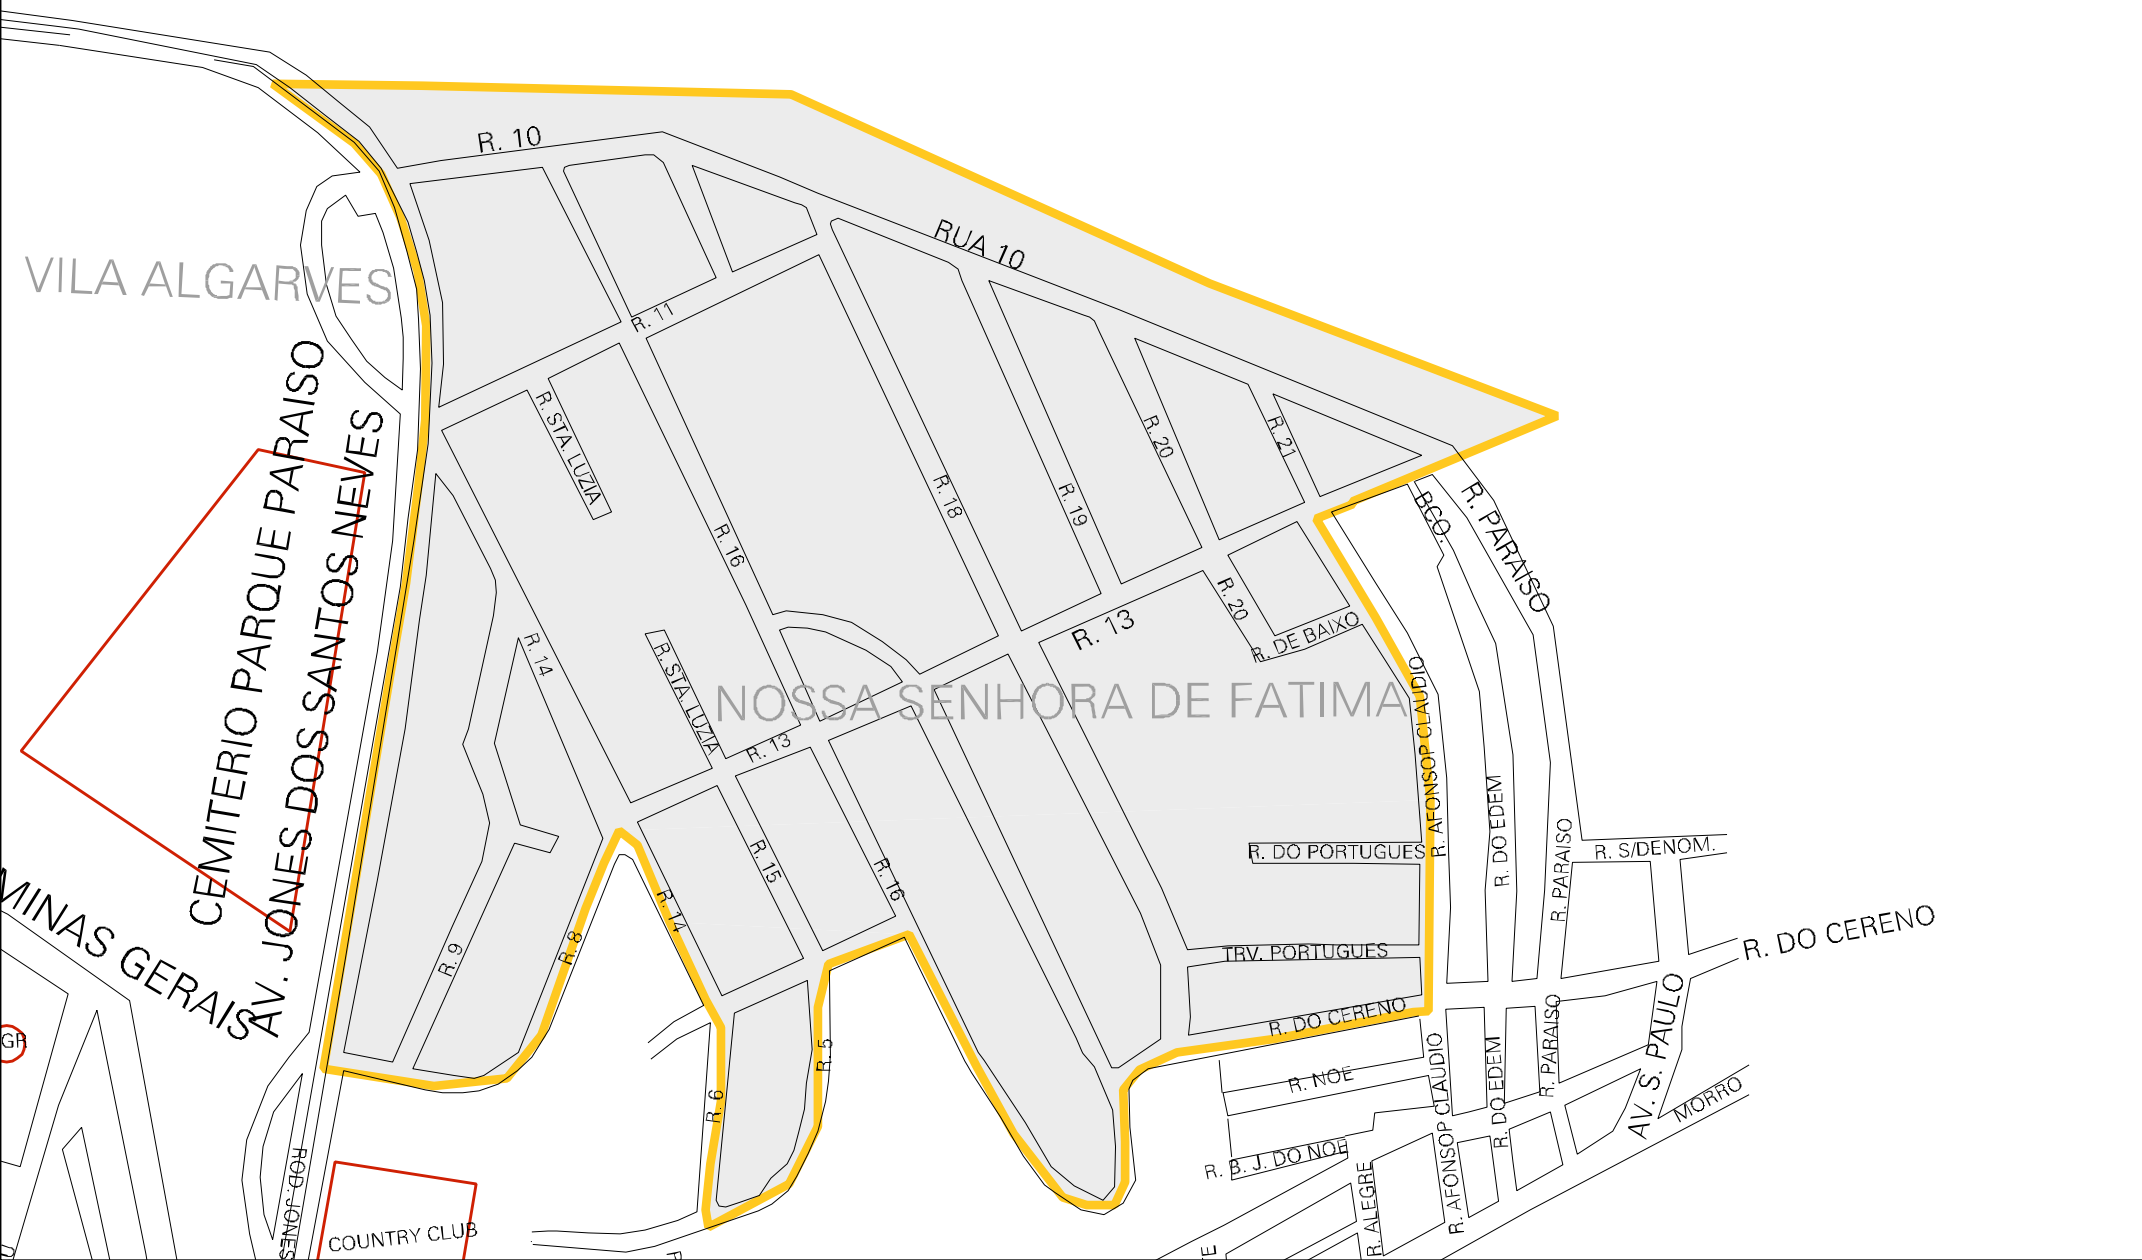 R. 10
RUA 10
VILA ALGARVES
R. 11
CEMITERIO PARQUE PARAISO
AV. JONES DOS SANTOS NEVES
R. STA. LUZIA
R. 16
R. 18
R. 19
R. 20
R. 21
BCO.
R. PARAISO
R. 20
R. 13
R. DE BAIXO
R. 14
R. STA. LUZIA
NOSSA SENHORA DE FATIMA
R. 13
R. AFONSOP CLAUDIO
R. DO EDEM
R. PARAISO
R. S/DENOM.
R. DO PORTUGUES
R. 15
R. 16
R. 14
MINAS GERAIS
R. 9
R. 8
TRV. PORTUGUES
R. DO CERENO
R. DO CERENO
GR
R. 5
R. 6
R. NOE
R. AFONSOP CLAUDIO
R. DO EDEM
R. PARAISO
AV. S. PAULO
MORRO
R. B. J. DO NOE
R. ALEGRE
ROD. JONES
COUNTRY CLUB